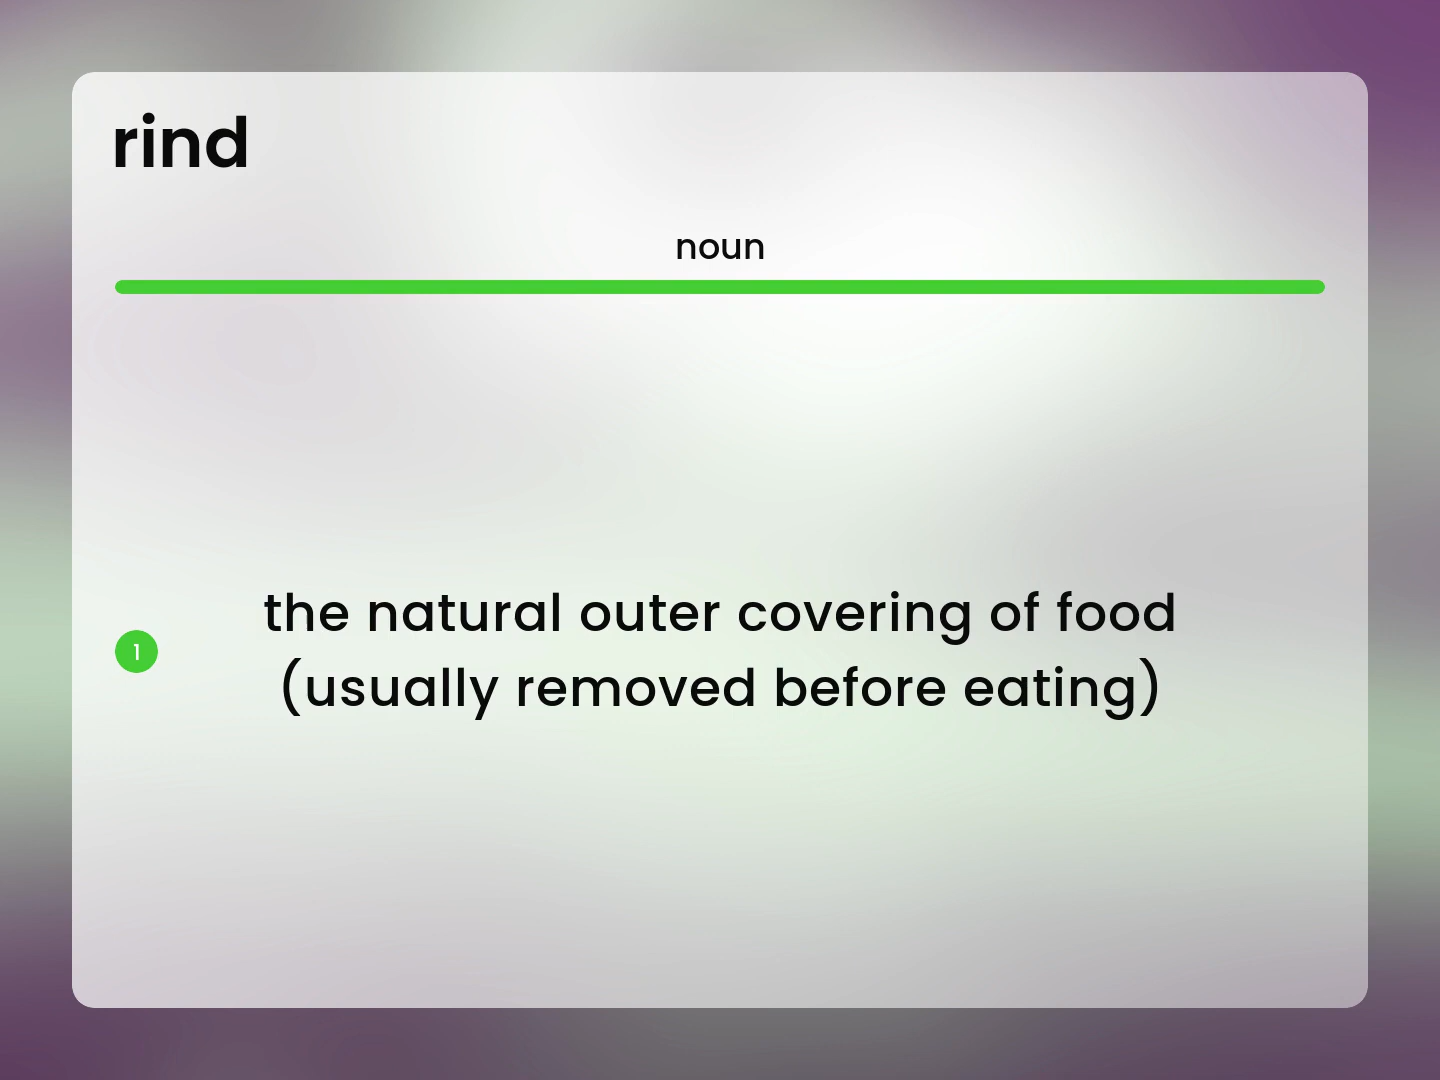 rind
noun
1
the natural outer covering of food
(usually removed before eating)